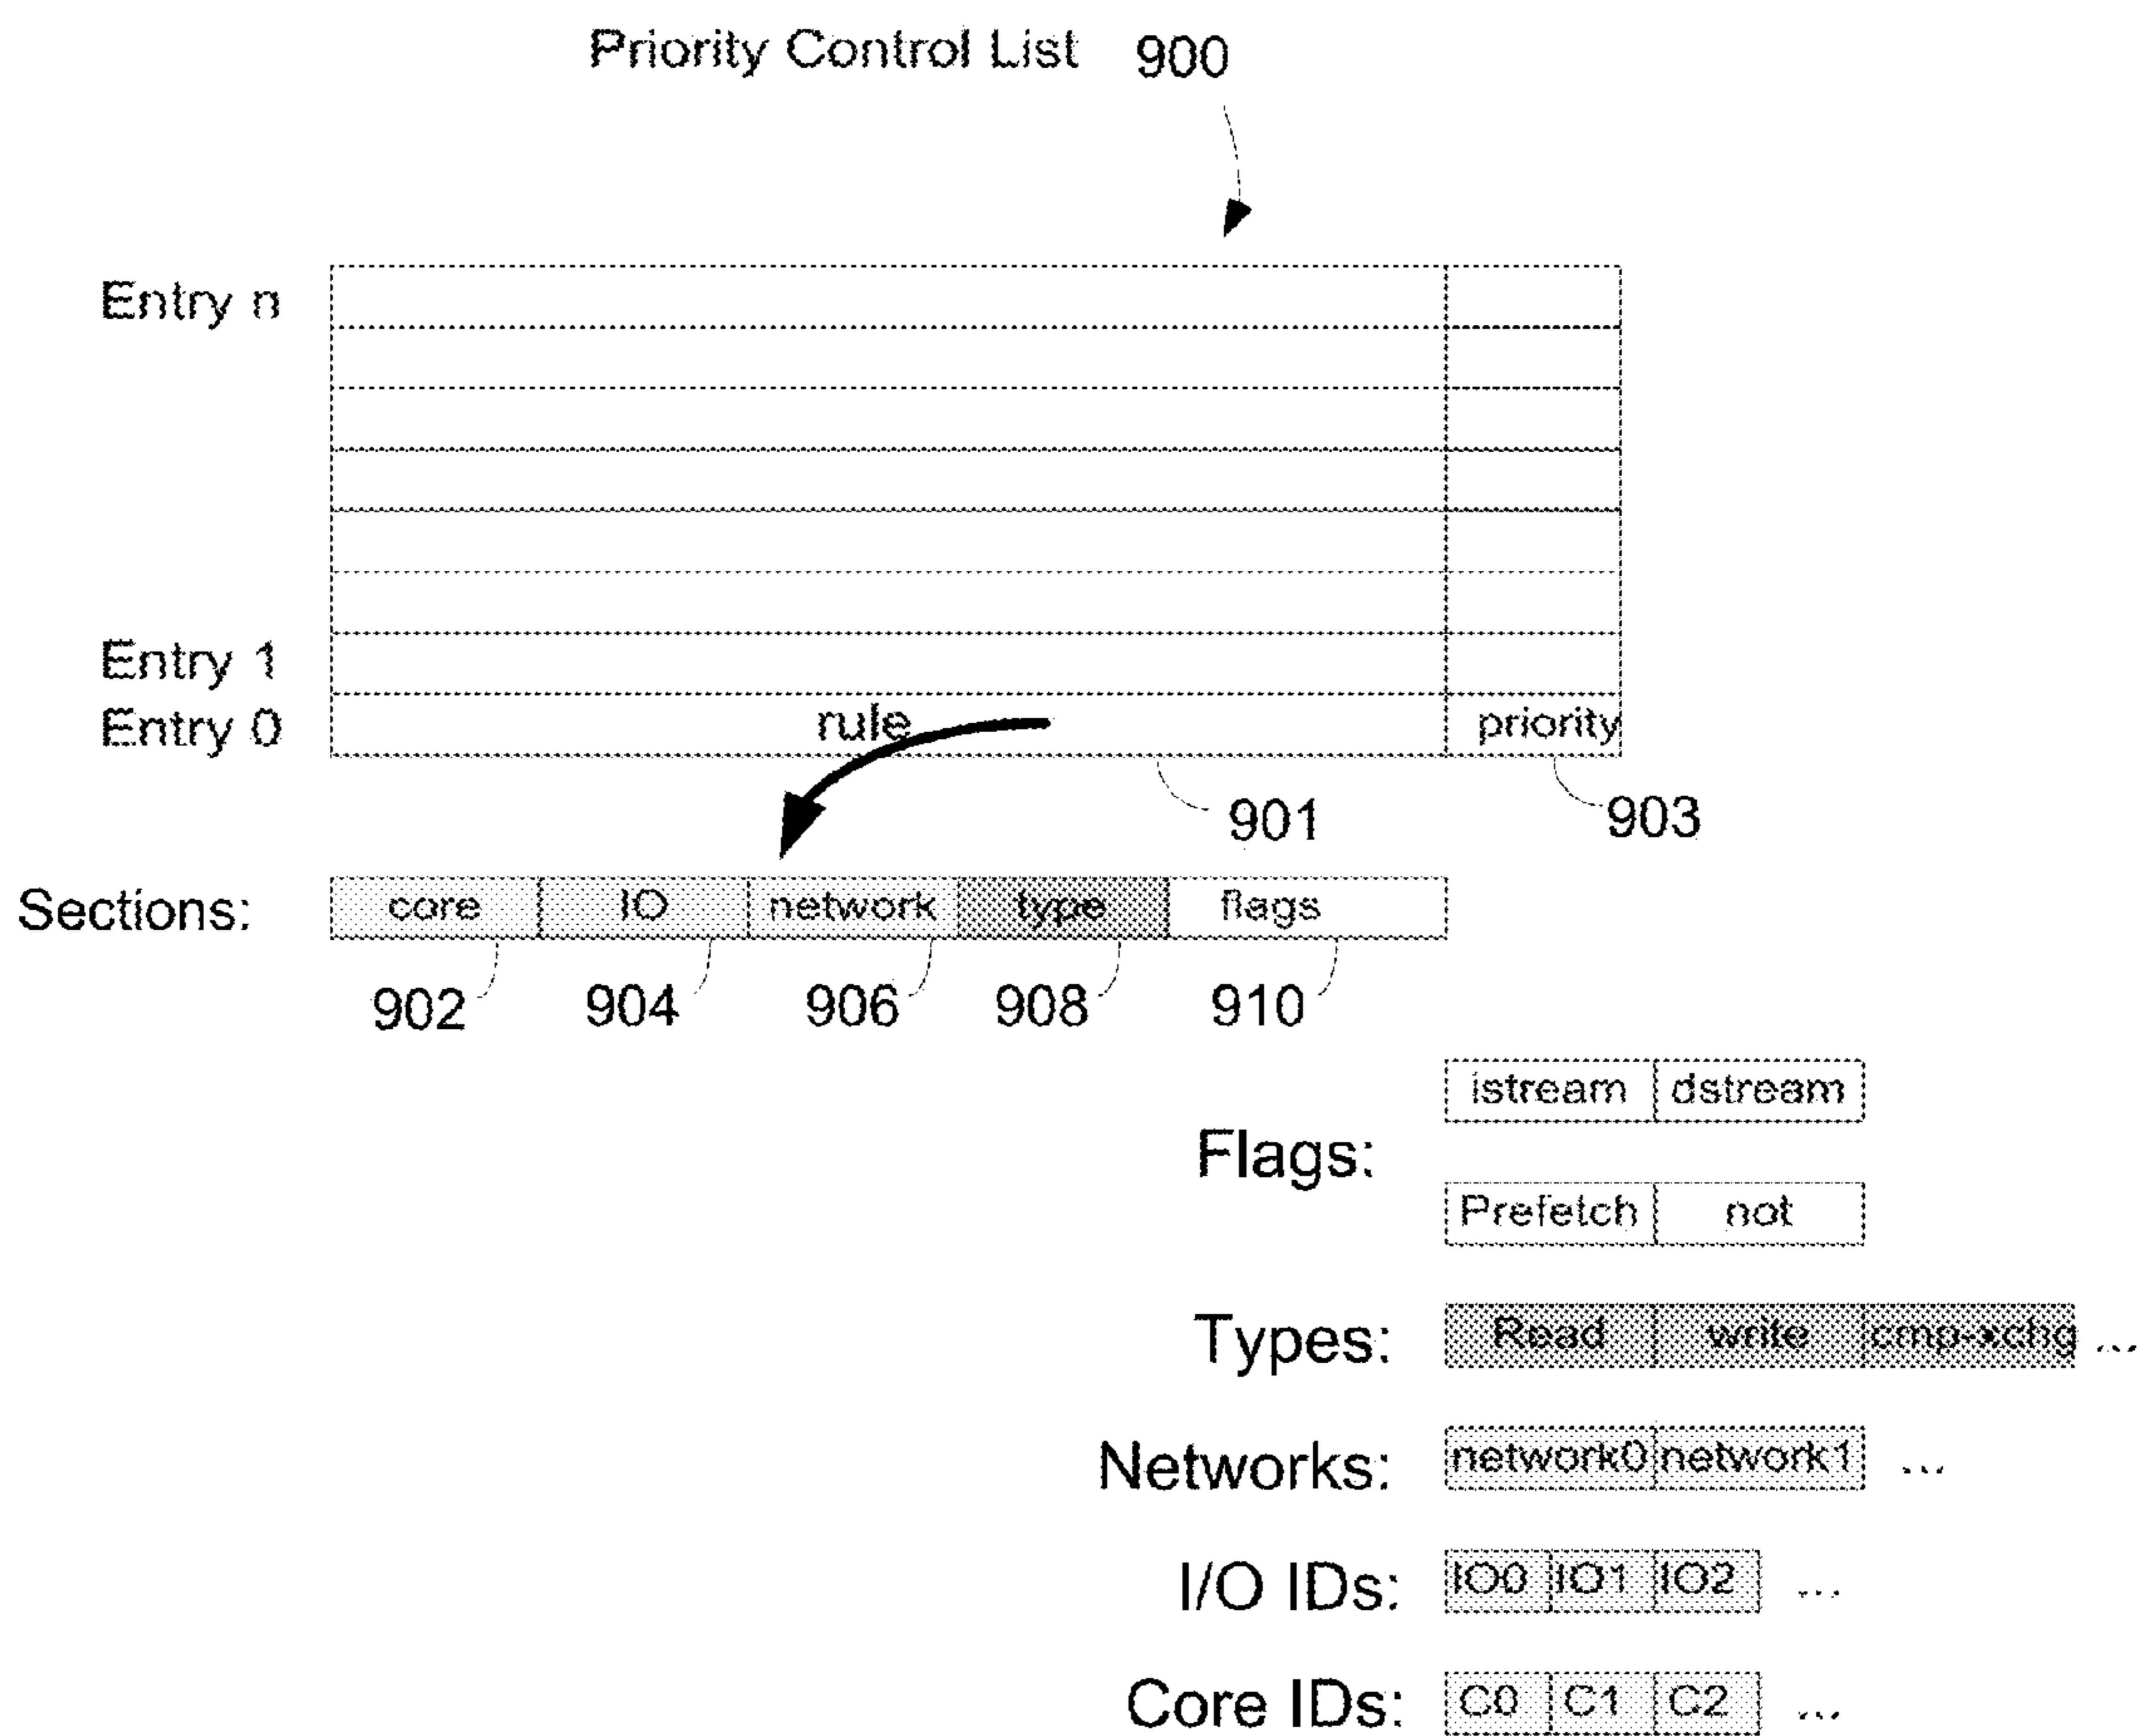 Priority Control List 900
Entry n
Entry 1
Entry 0 rule priority
901 903
Sections: core IO network type flags
902 904 906 908 910
istream dstream
Flags:
Prefetch not
Types: Read write cmp-xchg ...
Networks: network0 network1 ...
I/O IDs: IO0 IO1 IO2 ...
Core IDs: C0 C1 C2 ...